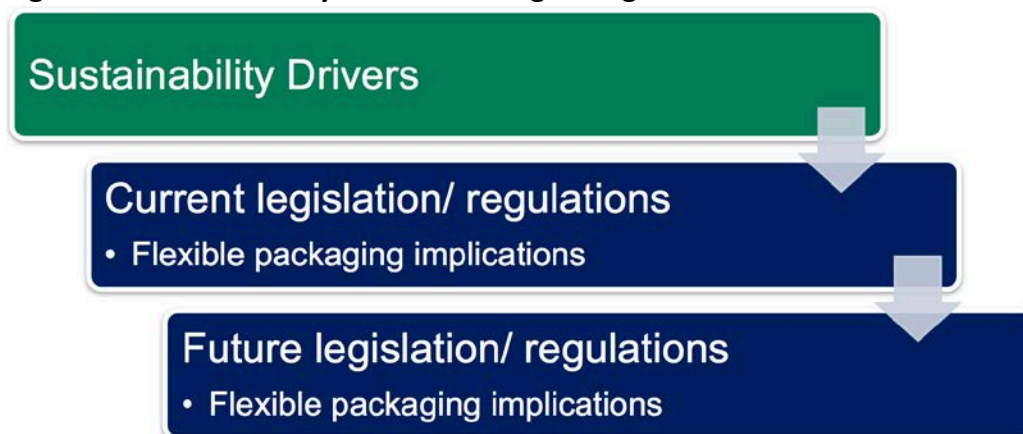 Sustainability Drivers
Current legislation/ regulations
• Flexible packaging implications
Future legislation/ regulations
• Flexible packaging implications